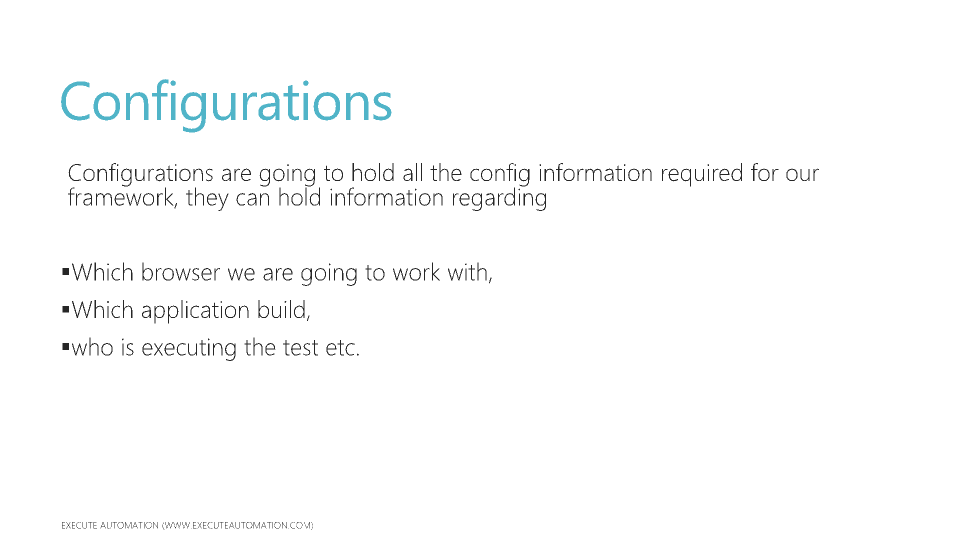 Configurations
Configurations are going to hold all the config information required for our
framework, they can hold information regarding
▪Which browser we are going to work with,
▪Which application build,
▪who is executing the test etc.
EXECUTE AUTOMATION (WWW.EXECUTEAUTOMATION.COM)